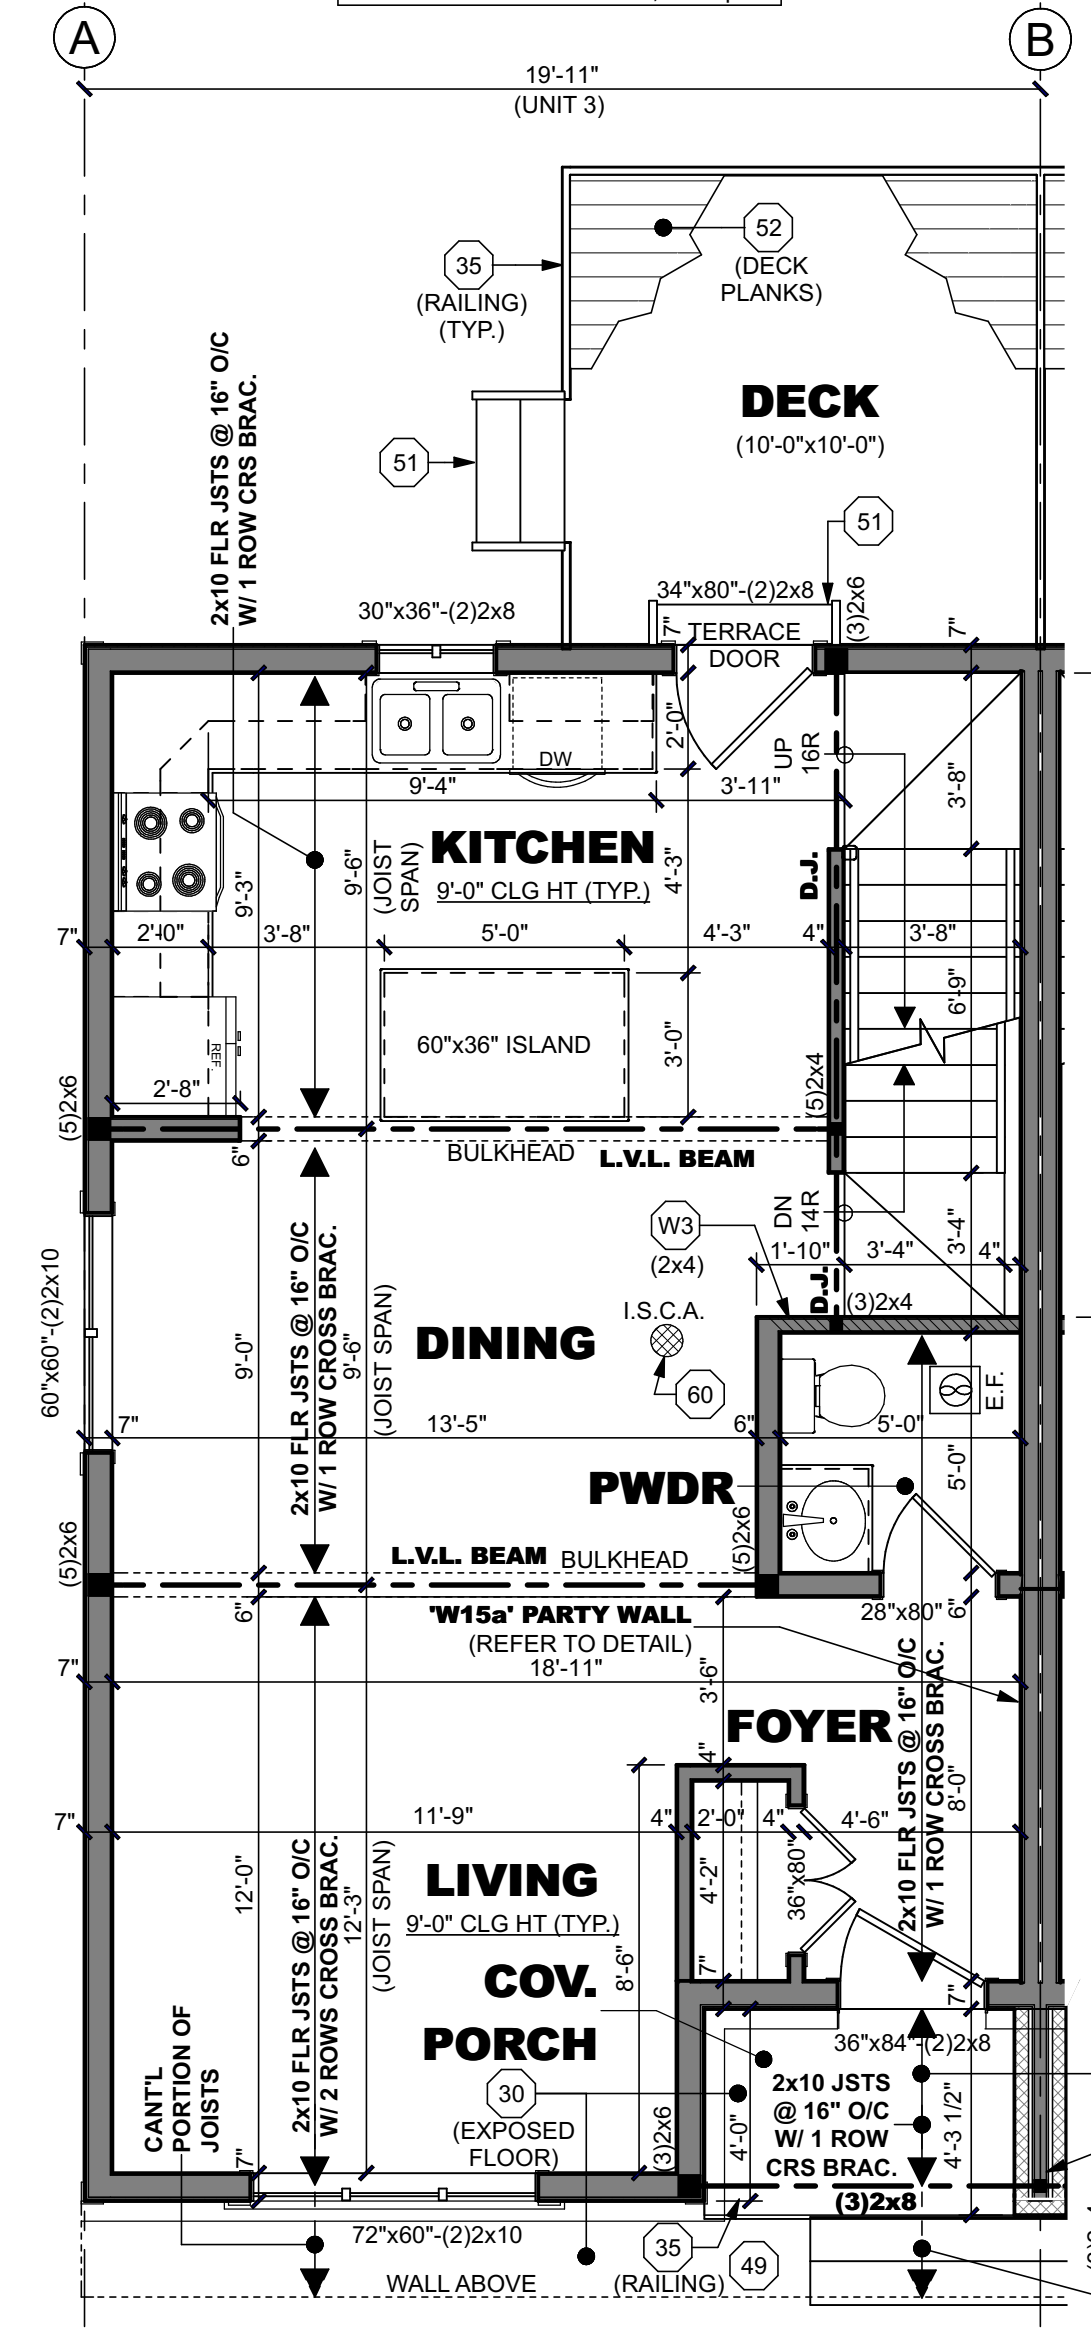 A
B
19'-11"
(UNIT 3)
52
(DECK
PLANKS)
35
(RAILING)
(TYP.)
2x10 FLR JSTS @ 16" O/C
W/ 1 ROW CRS BRAC.
DECK
(10'-0"x10'-0")
51
51
30"x36"-(2)2x8
34"x80"-(2)2x8
(3)2x6
7"
TERRACE
DOOR
7"
2'-0"
UP
16R
DW
9'-4"
3'-11"
3'-8"
KITCHEN
9'-0" CLG HT (TYP.)
9'-6"
(JOIST
SPAN)
9'-3"
4'-3"
D.J.
7"
2'-0"
3'-8"
5'-0"
4'-3"
4"
3'-8"
6'-9"
60"x36" ISLAND
3'-0"
REF.
2'-8"
(5)2x6
(5)2x4
6"
BULKHEAD
L.V.L. BEAM
W3
(2x4)
DN
14R
1'-10"
3'-4"
3'-4"
4"
D.J.
(3)2x4
60"x60"-(2)2x10
2x10 FLR JSTS @ 16" O/C
W/ 1 ROW CROSS BRAC.
9'-0"
9'-6"
(JOIST SPAN)
DINING
I.S.C.A.
60
E.F.
7"
13'-5"
6"
5'-0"
5'-0"
PWDR
(5)2x6
(5)2x6
L.V.L. BEAM
BULKHEAD
6"
'W15a' PARTY WALL
(REFER TO DETAIL)
28"x80"
6"
7"
18'-11"
3'-6"
FOYER
2x10 FLR JSTS @ 16" O/C
W/ 1 ROW CROSS BRAC.
8'-0"
4"
7"
11'-9"
4"
2'-0"
4"
4'-6"
LIVING
9'-0" CLG HT (TYP.)
12'-0"
2x10 FLR JSTS @ 16" O/C
W/ 2 ROWS CROSS BRAC.
12'-3"
(JOIST SPAN)
8'-6"
4'-2"
36"x80"
7"
7"
COV.
PORCH
36"x84"-(2)2x8
CANT'L
PORTION OF
JOISTS
30
(EXPOSED
FLOOR)
(3)2x6
4'-0"
2x10 JSTS
@ 16" O/C
W/ 1 ROW
CRS BRAC.
4'-3 1/2"
(3)2x8
7"
72"x60"-(2)2x10
35
(RAILING)
49
WALL ABOVE